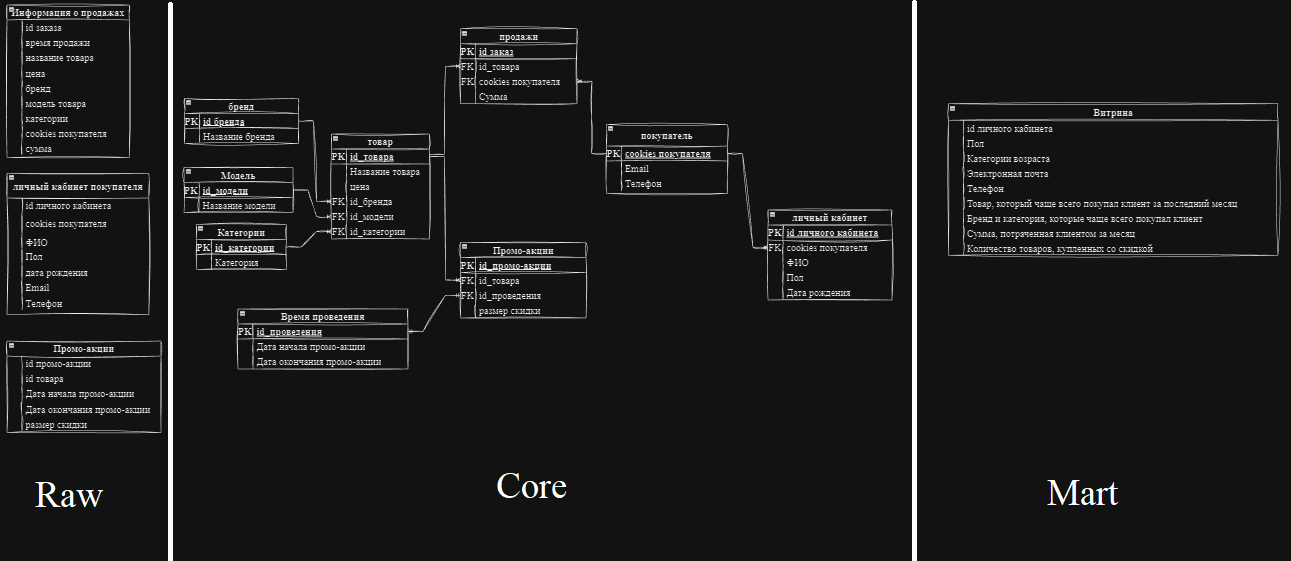 Информация о продажах
id заказа
время продажи
название товара
цена
бренд
модель товара
категории
cookies покупателя
сумма
личный кабинет покупателя
id личного кабинета
cookies покупателя
ФИО
Пол
дата рождения
Email
Телефон
Промо-акции
id промо-акции
id товара
Дата начала промо-акции
Дата окончания промо-акции
размер скидки
Raw
бренд
PK id бренда
Название бренда
Модель
PK id_модели
Название модели
Категории
PK id_категории
Категория
товар
PK id_товара
Название товара
цена
FK id_бренда
FK id_модели
FK id_категории
продажи
PK id заказ
FK id_товара
FK cookies покупателя
Сумма
Промо-акции
PK id_промо-акции
FK id_товара
FK id_проведения
размер скидки
Время проведения
PK id_проведения
Дата начала промо-акции
Дата окончания промо-акции
покупатель
PK cookies покупателя
Email
Телефон
личный кабинет
PK id личного кабинета
FK cookies покупателя
ФИО
Пол
Дата рождения
Core
Витрина
id личного кабинета
Пол
Категории возраста
Электронная почта
Телефон
Товар, который чаще всего покупал клиент за последний месяц
Бренд и категория, которые чаще всего покупал клиент
Сумма, потраченная клиентом за месяц
Количество товаров, купленных со скидкой
Mart